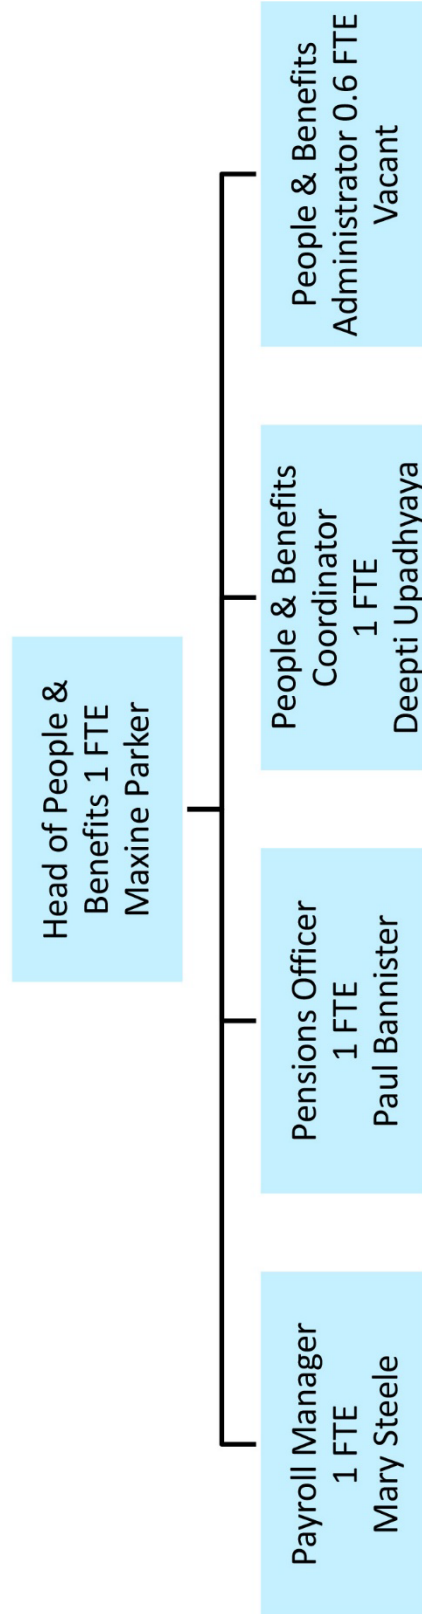 Head of People &
Benefits 1 FTE
Maxine Parker
Payroll Manager
1 FTE
Mary Steele
Pensions Officer
1 FTE
Paul Bannister
People & Benefits
Coordinator
1 FTE
Deepti Upadhyaya
People & Benefits
Administrator 0.6 FTE
Vacant